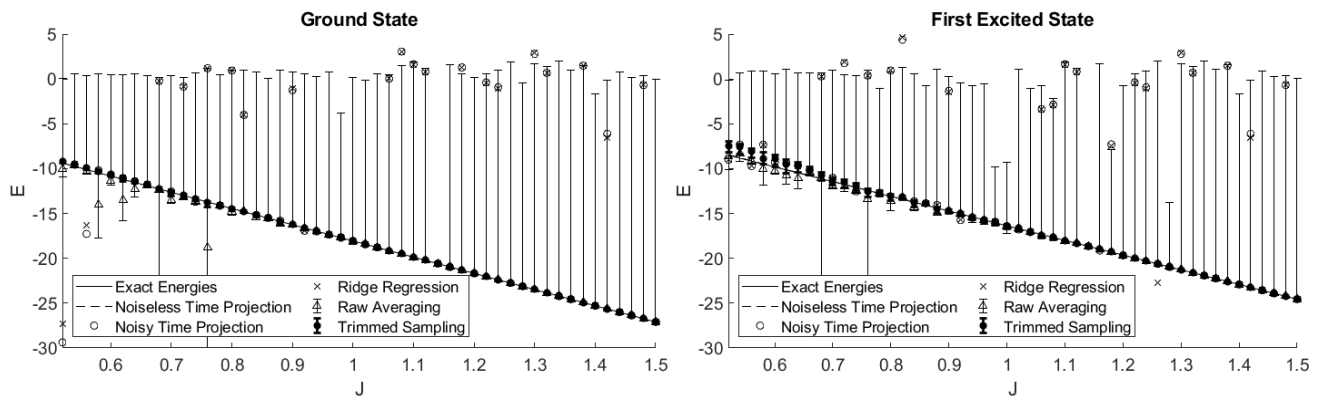 Ground State
5
0
-5
-10
-15
-20
-25
-30
E
Exact Energies
Noiseless Time Projection
Noisy Time Projection
Ridge Regression
Raw Averaging
Trimmed Sampling
0.6 0.7 0.8 0.9 1 1.1 1.2 1.3 1.4 1.5
J
First Excited State
5
0
-5
-10
-15
-20
-25
-30
E
Exact Energies
Noiseless Time Projection
Noisy Time Projection
Ridge Regression
Raw Averaging
Trimmed Sampling
0.6 0.7 0.8 0.9 1 1.1 1.2 1.3 1.4 1.5
J